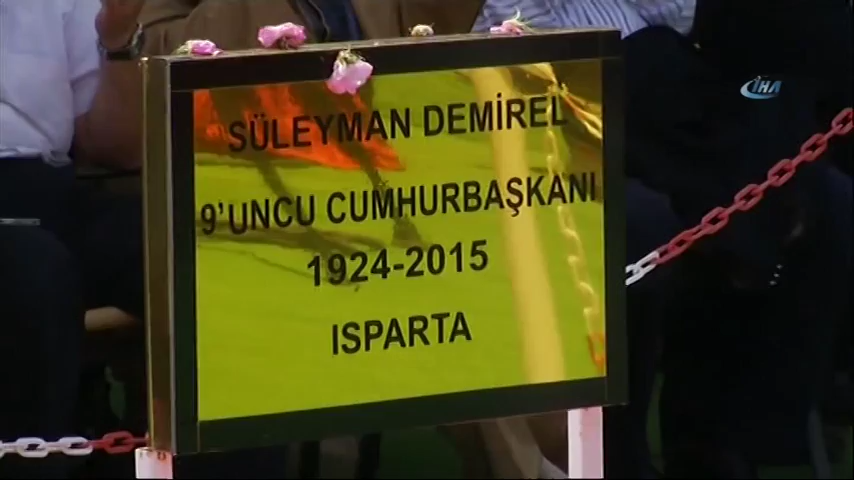 İHA
SÜLEYMAN DEMİREL
9'UNCU CUMHURBAŞKANI
1924-2015
ISPARTA